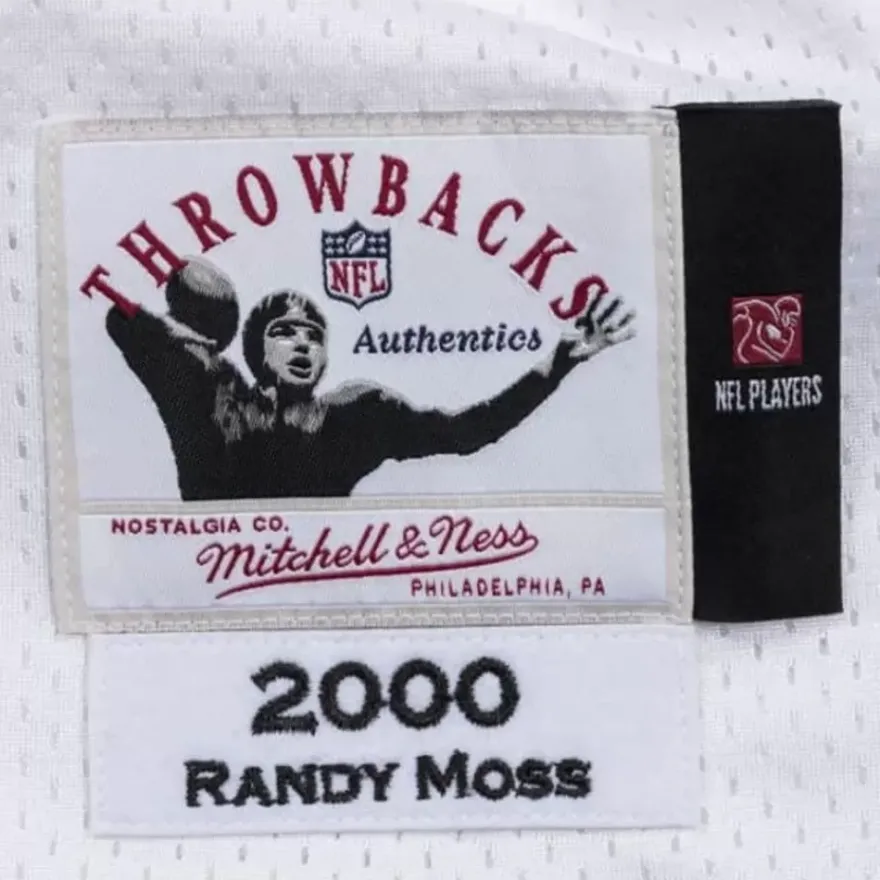 THROWBACKS
NFL
Authentics
NFL PLAYERS
NOSTALGIA CO.
Mitchell & Ness
PHILADELPHIA, PA
2000
RANDY MOSS